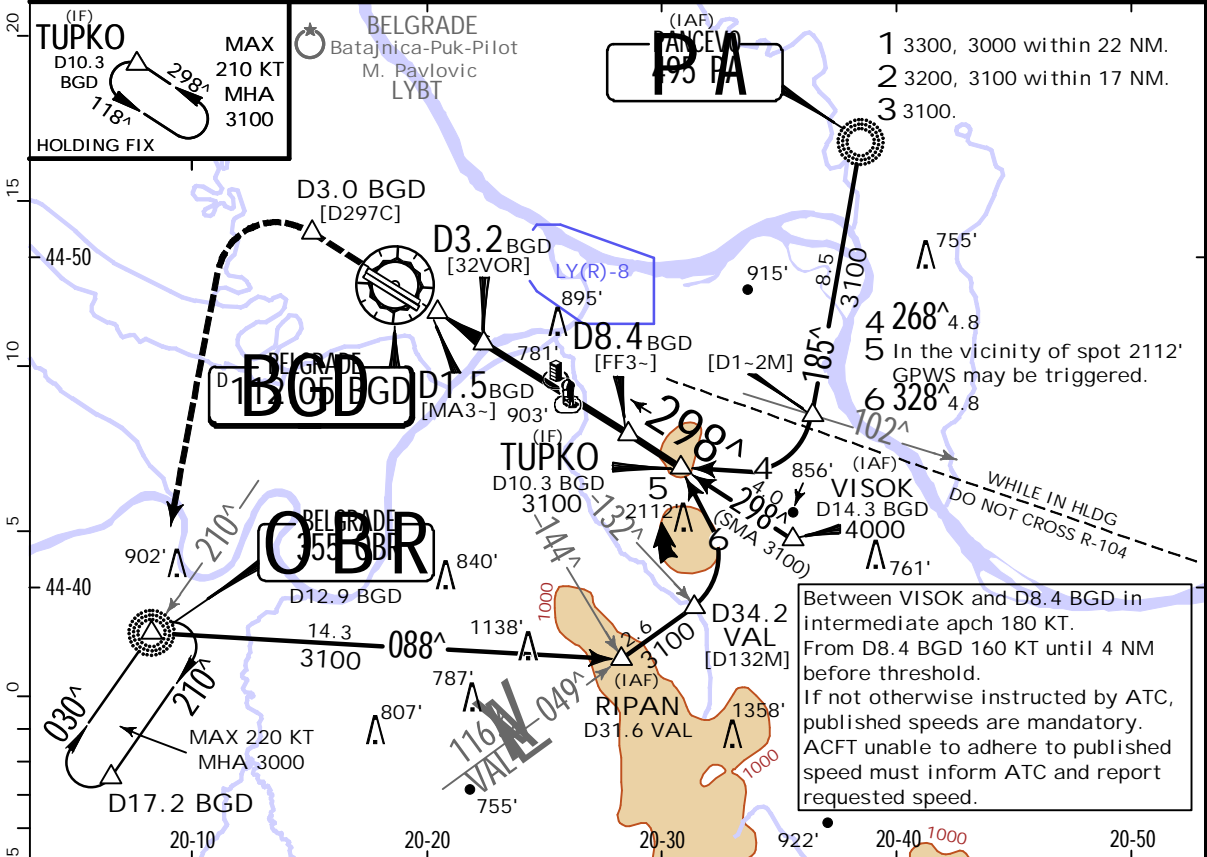 20
(IF)
TUPKO
D10.3
BGD
MAX
210 KT
MHA
3100
298^
118^
HOLDING FIX
BELGRADE
Batajnica-Puk-Pilot
M. Pavlovic
LYBT
(IAF)
PANCEVO
495 PA
PA
1 3300, 3000 within 22 NM.
2 3200, 3100 within 17 NM.
3 3100.
15
D3.0 BGD
[D297C]
D3.2 BGD
[32VOR]
LY(R)-8
44-50
755'
915'
8.5
3100
895'
4 268^ 4.8
5 In the vicinity of spot 2112'
GPWS may be triggered.
6 328^ 4.8
D8.4 BGD
[FF3~]
[D1~2M]
185^
10
781'
BELGRADE
D 112.05 BGD
BGD
D1.5 BGD
[MA3~]
903'
298^
102^
(IF)
TUPKO
D10.3 BGD
3100
4
4.0
856'
(IAF)
VISOK
D14.3 BGD
4000
WHILE IN HLDG
DO NOT CROSS R-104
5
298^
(SMA 3100)
2112'
6
5
210^
BELGRADE
355 OBR
OBR
D12.9 BGD
144^
132^
902'
840'
761'
44-40
1000
Between VISOK and D8.4 BGD in
intermediate apch 180 KT.
From D8.4 BGD 160 KT until 4 NM
before threshold.
If not otherwise instructed by ATC,
published speeds are mandatory.
ACFT unable to adhere to published
speed must inform ATC and report
requested speed.
14.3
3100
088^
1138'
2.6
3100
D34.2
VAL
[D132M]
0
030^
210^
787'
049^
(IAF)
RIPAN
D31.6 VAL
1358'
807'
116
VAL
MAX 220 KT
MHA 3000
1000
D17.2 BGD
755'
922'
1000
5
20-10
20-20
20-30
20-40
20-50